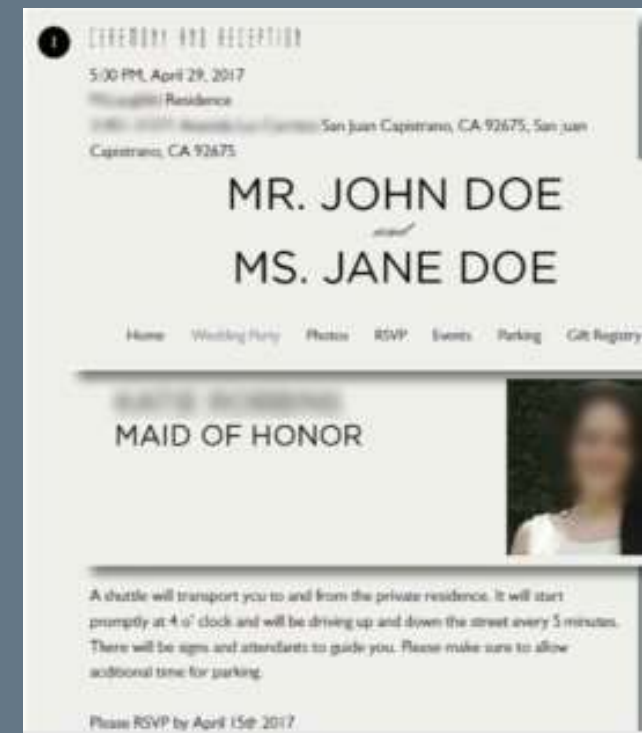 1 CEREMONY AND RECEPTION
5:00 PM, April 29, 2017
Residence
San Juan Capistrano, CA 92675, San Juan
Capistrano, CA 92675
MR. JOHN DOE
and
MS. JANE DOE
Home Wedding Party Photos RSVP Events Parking Gift Registry
MAID OF HONOR
A shuttle will transport you to and from the private residence. It will start
promptly at 4 o' clock and will be driving up and down the street every 5 minutes.
There will be signs and attendants to guide you. Please make sure to allow
additional time for parking.
Please RSVP by April 15@ 2017